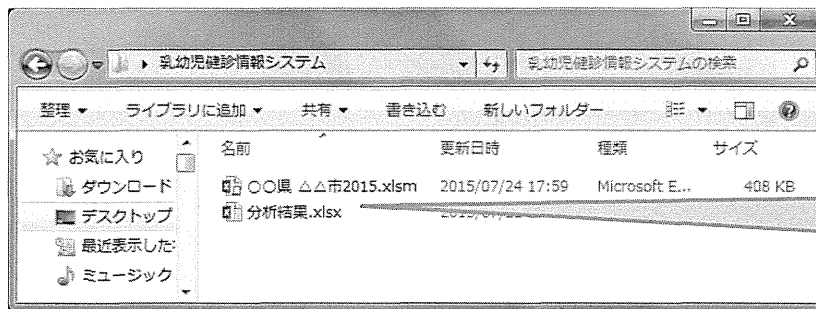 乳幼児健診情報システム
乳幼児健診情報システムの検索
整理 ライブラリに追加 共有 書き込む 新しいフォルダー
お気に入り
ダウンロード
デスクトップ
最近表示した
ミュージック
名前 更新日時 種類 サイズ
○○県 △△市2015.xlsm 2015/07/24 17:59 Microsoft E... 408 KB
分析結果.xlsx